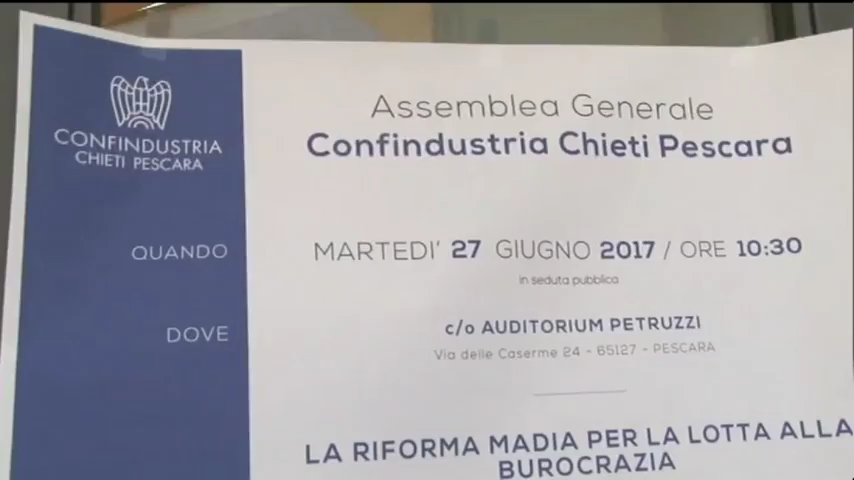 CONFINDUSTRIA
CHIETI PESCARA
Assemblea Generale
Confindustria Chieti Pescara
QUANDO
MARTEDI' 27 GIUGNO 2017 / ORE 10:30
in seduta pubblica
DOVE
c/o AUDITORIUM PETRUZZI
Via delle Caserme 24 - 65127 - PESCARA
LA RIFORMA MADIA PER LA LOTTA ALLA
BUROCRAZIA